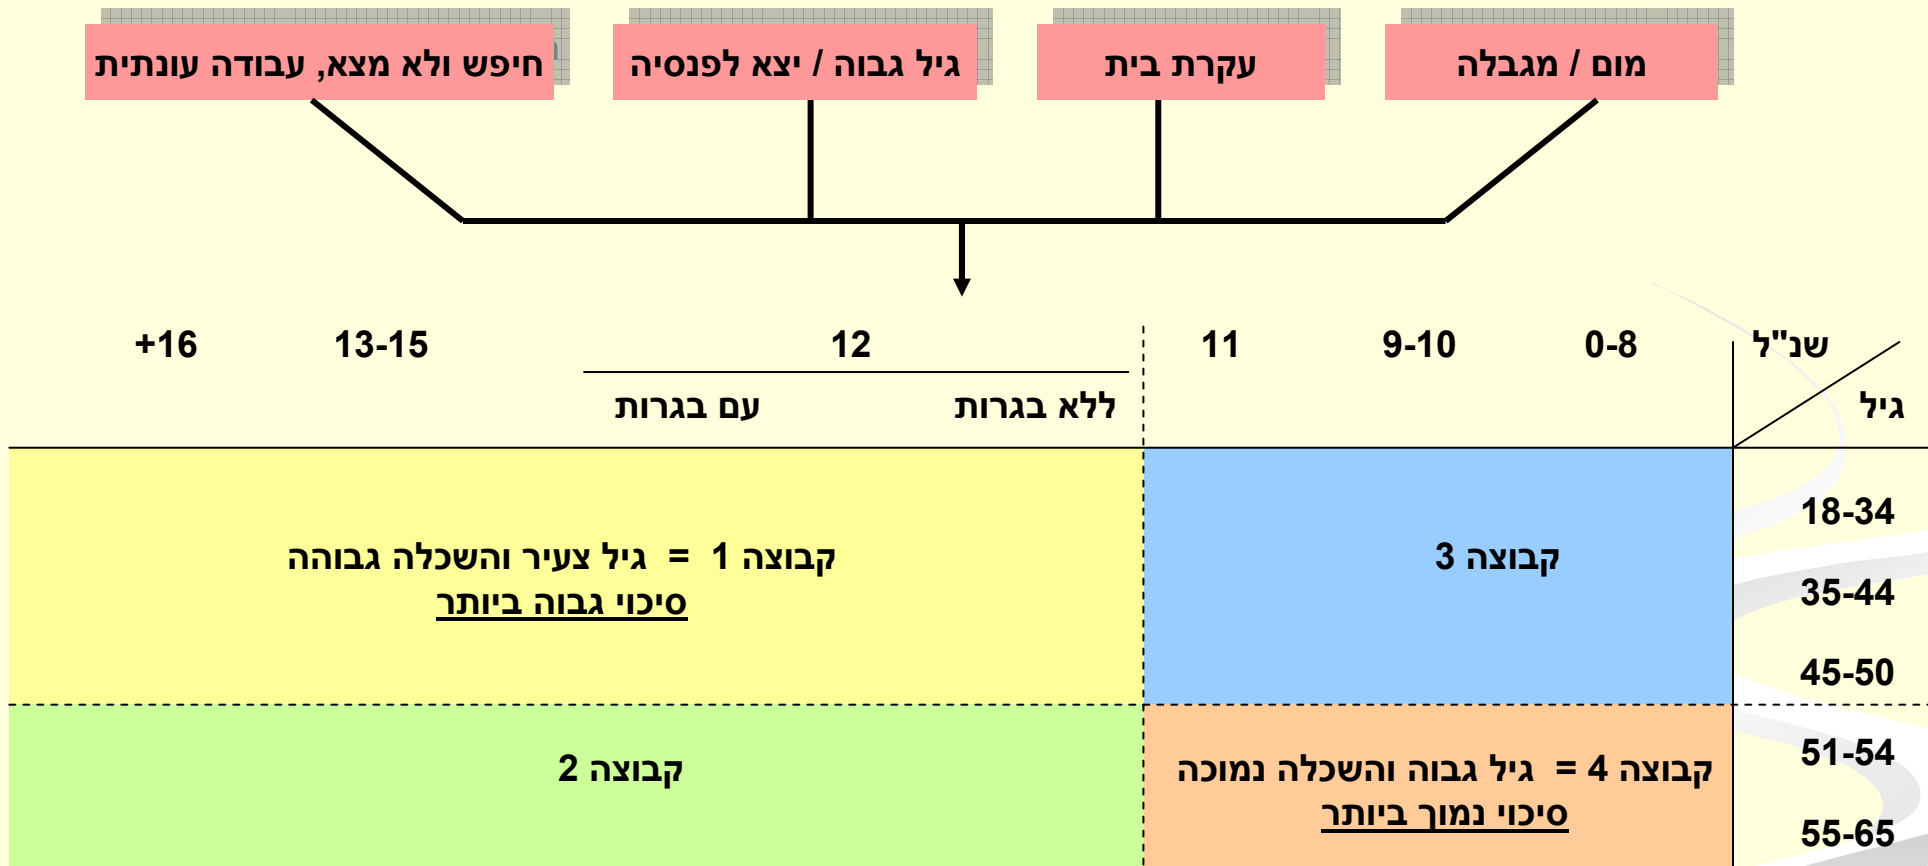 מום / מגבלה
עקרת בית
גיל גבוה / יצא לפנסיה
חיפש ולא מצא, עבודה עונתית
שנ"ל 0-8 9-10 11 12 13-15 16+
גיל ללא בגרות עם בגרות
18-34
קבוצה 3
קבוצה 1 = גיל צעיר והשכלה גבוהה
סיכוי גבוה ביותר
35-44
45-50
51-54
קבוצה 4 = גיל גבוה והשכלה נמוכה
סיכוי נמוך ביותר
קבוצה 2
55-65